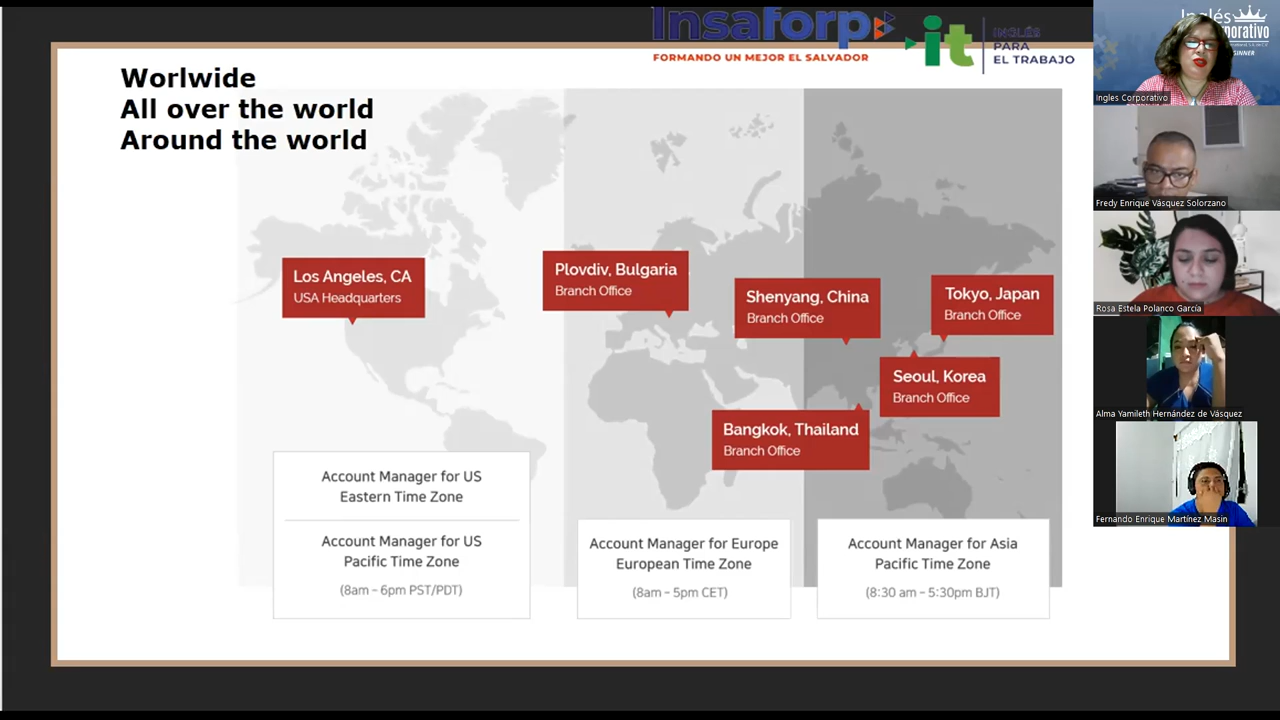 Insaforp
FORMANDO UN MEJOR EL SALVADOR
it
INGLÉS
PARA
EL TRABAJO
Worlwide
All over the world
Around the world
Los Angeles, CA
USA Headquarters
Plovdiv, Bulgaria
Branch Office
Shenyang, China
Branch Office
Tokyo, Japan
Branch Office
Seoul, Korea
Branch Office
Bangkok, Thailand
Branch Office
Account Manager for US
Eastern Time Zone
Account Manager for US
Pacific Time Zone
(8am – 6pm PST/PDT)
Account Manager for Europe
European Time Zone
(8am – 5pm CET)
Account Manager for Asia
Pacific Time Zone
(8:30 am – 5:30pm BJT)
Inglés
Ingles Corporativo
Fredy Enrique Vásquez Solorzano
Rosa Estela Polanco García
Alma Yamileth Hernández de Vásquez
Fernando Enrique Martínez Masin